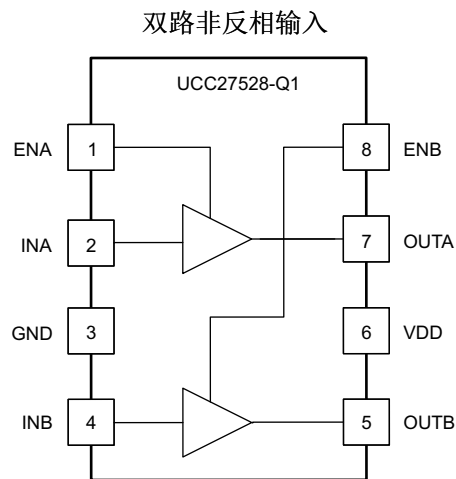 双路非反相输入
UCC27528-Q1
ENA 1 8 ENB
INA 2 7 OUTA
GND 3 6 VDD
INB 4 5 OUTB